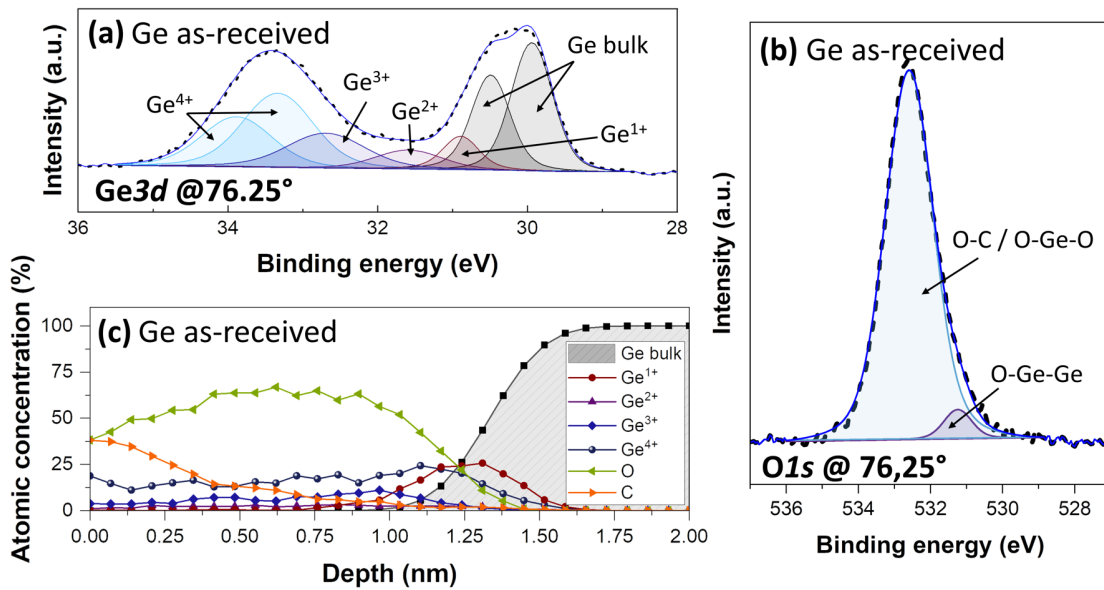 (a) Ge as-received
Intensity (a.u.)
Ge bulk
Ge4+
Ge3+
Ge2+
Ge1+
Ge3d @76.25°
36 34 32 30 28
Binding energy (eV)
(b) Ge as-received
Intensity (a.u.)
O-C / O-Ge-O
O-Ge-Ge
O1s @ 76,25°
536 534 532 530 528
Binding energy (eV)
(c) Ge as-received
Atomic concentration (%)
100
75
50
25
0
Ge bulk
Ge1+
Ge2+
Ge3+
Ge4+
O
C
0.00 0.25 0.50 0.75 1.00 1.25 1.50 1.75 2.00
Depth (nm)